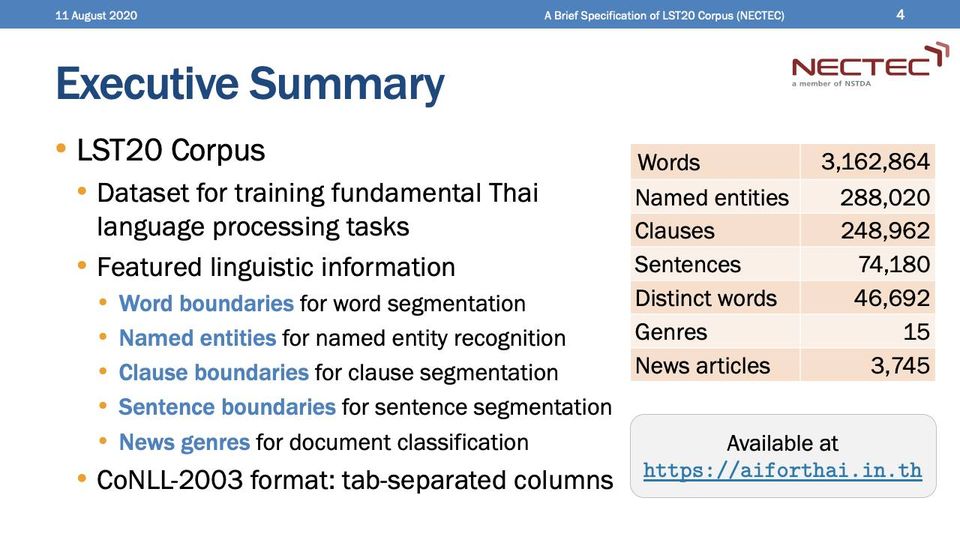 11 August 2020 A Brief Specification of LST20 Corpus (NECTEC) 4
Executive Summary
NECTEC
a member of NSTDA
• LST20 Corpus
• Dataset for training fundamental Thai
language processing tasks
• Featured linguistic information
• Word boundaries for word segmentation
• Named entities for named entity recognition
• Clause boundaries for clause segmentation
• Sentence boundaries for sentence segmentation
• News genres for document classification
• CoNLL-2003 format: tab-separated columns
Words 3,162,864
Named entities 288,020
Clauses 248,962
Sentences 74,180
Distinct words 46,692
Genres 15
News articles 3,745
Available at
https://aiforthai.in.th